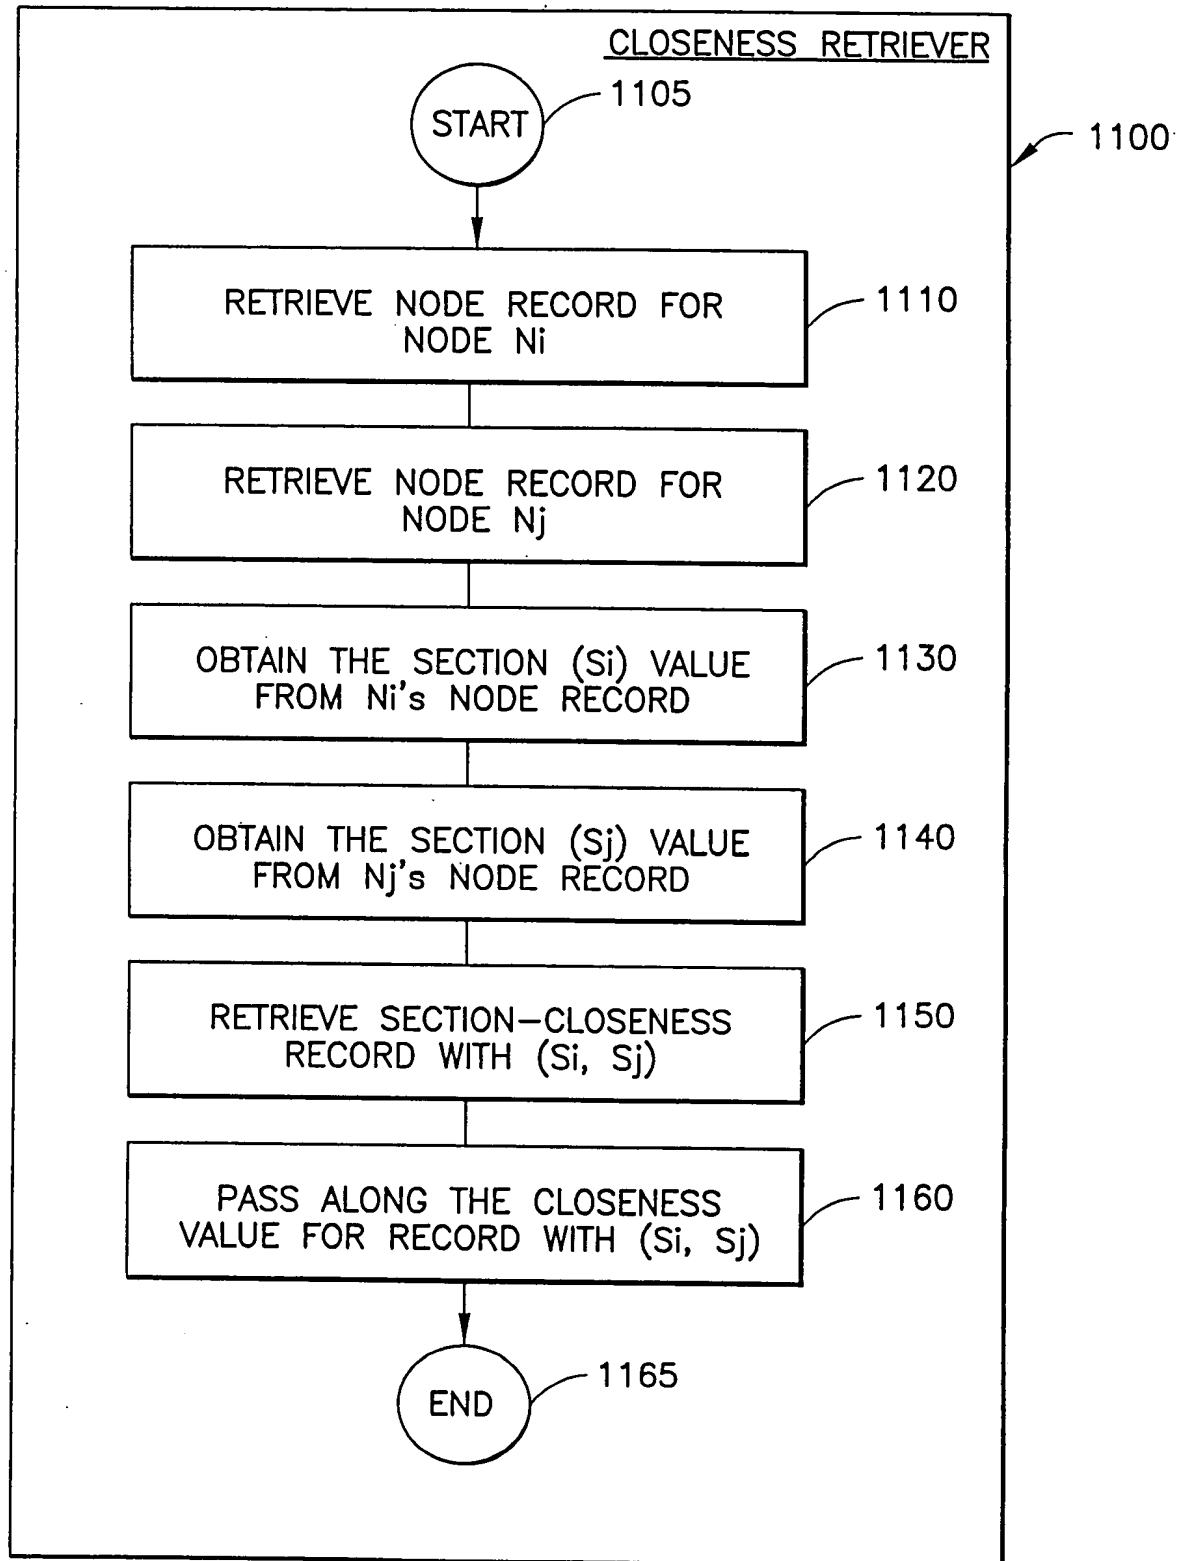 CLOSENESS RETRIEVER
START
1105
1100
RETRIEVE NODE RECORD FOR
NODE Ni
1110
RETRIEVE NODE RECORD FOR
NODE Nj
1120
OBTAIN THE SECTION (Si) VALUE
FROM Ni's NODE RECORD
1130
OBTAIN THE SECTION (Sj) VALUE
FROM Nj's NODE RECORD
1140
RETRIEVE SECTION-CLOSENESS
RECORD WITH (Si, Sj)
1150
PASS ALONG THE CLOSENESS
VALUE FOR RECORD WITH (Si, Sj)
1160
END
1165